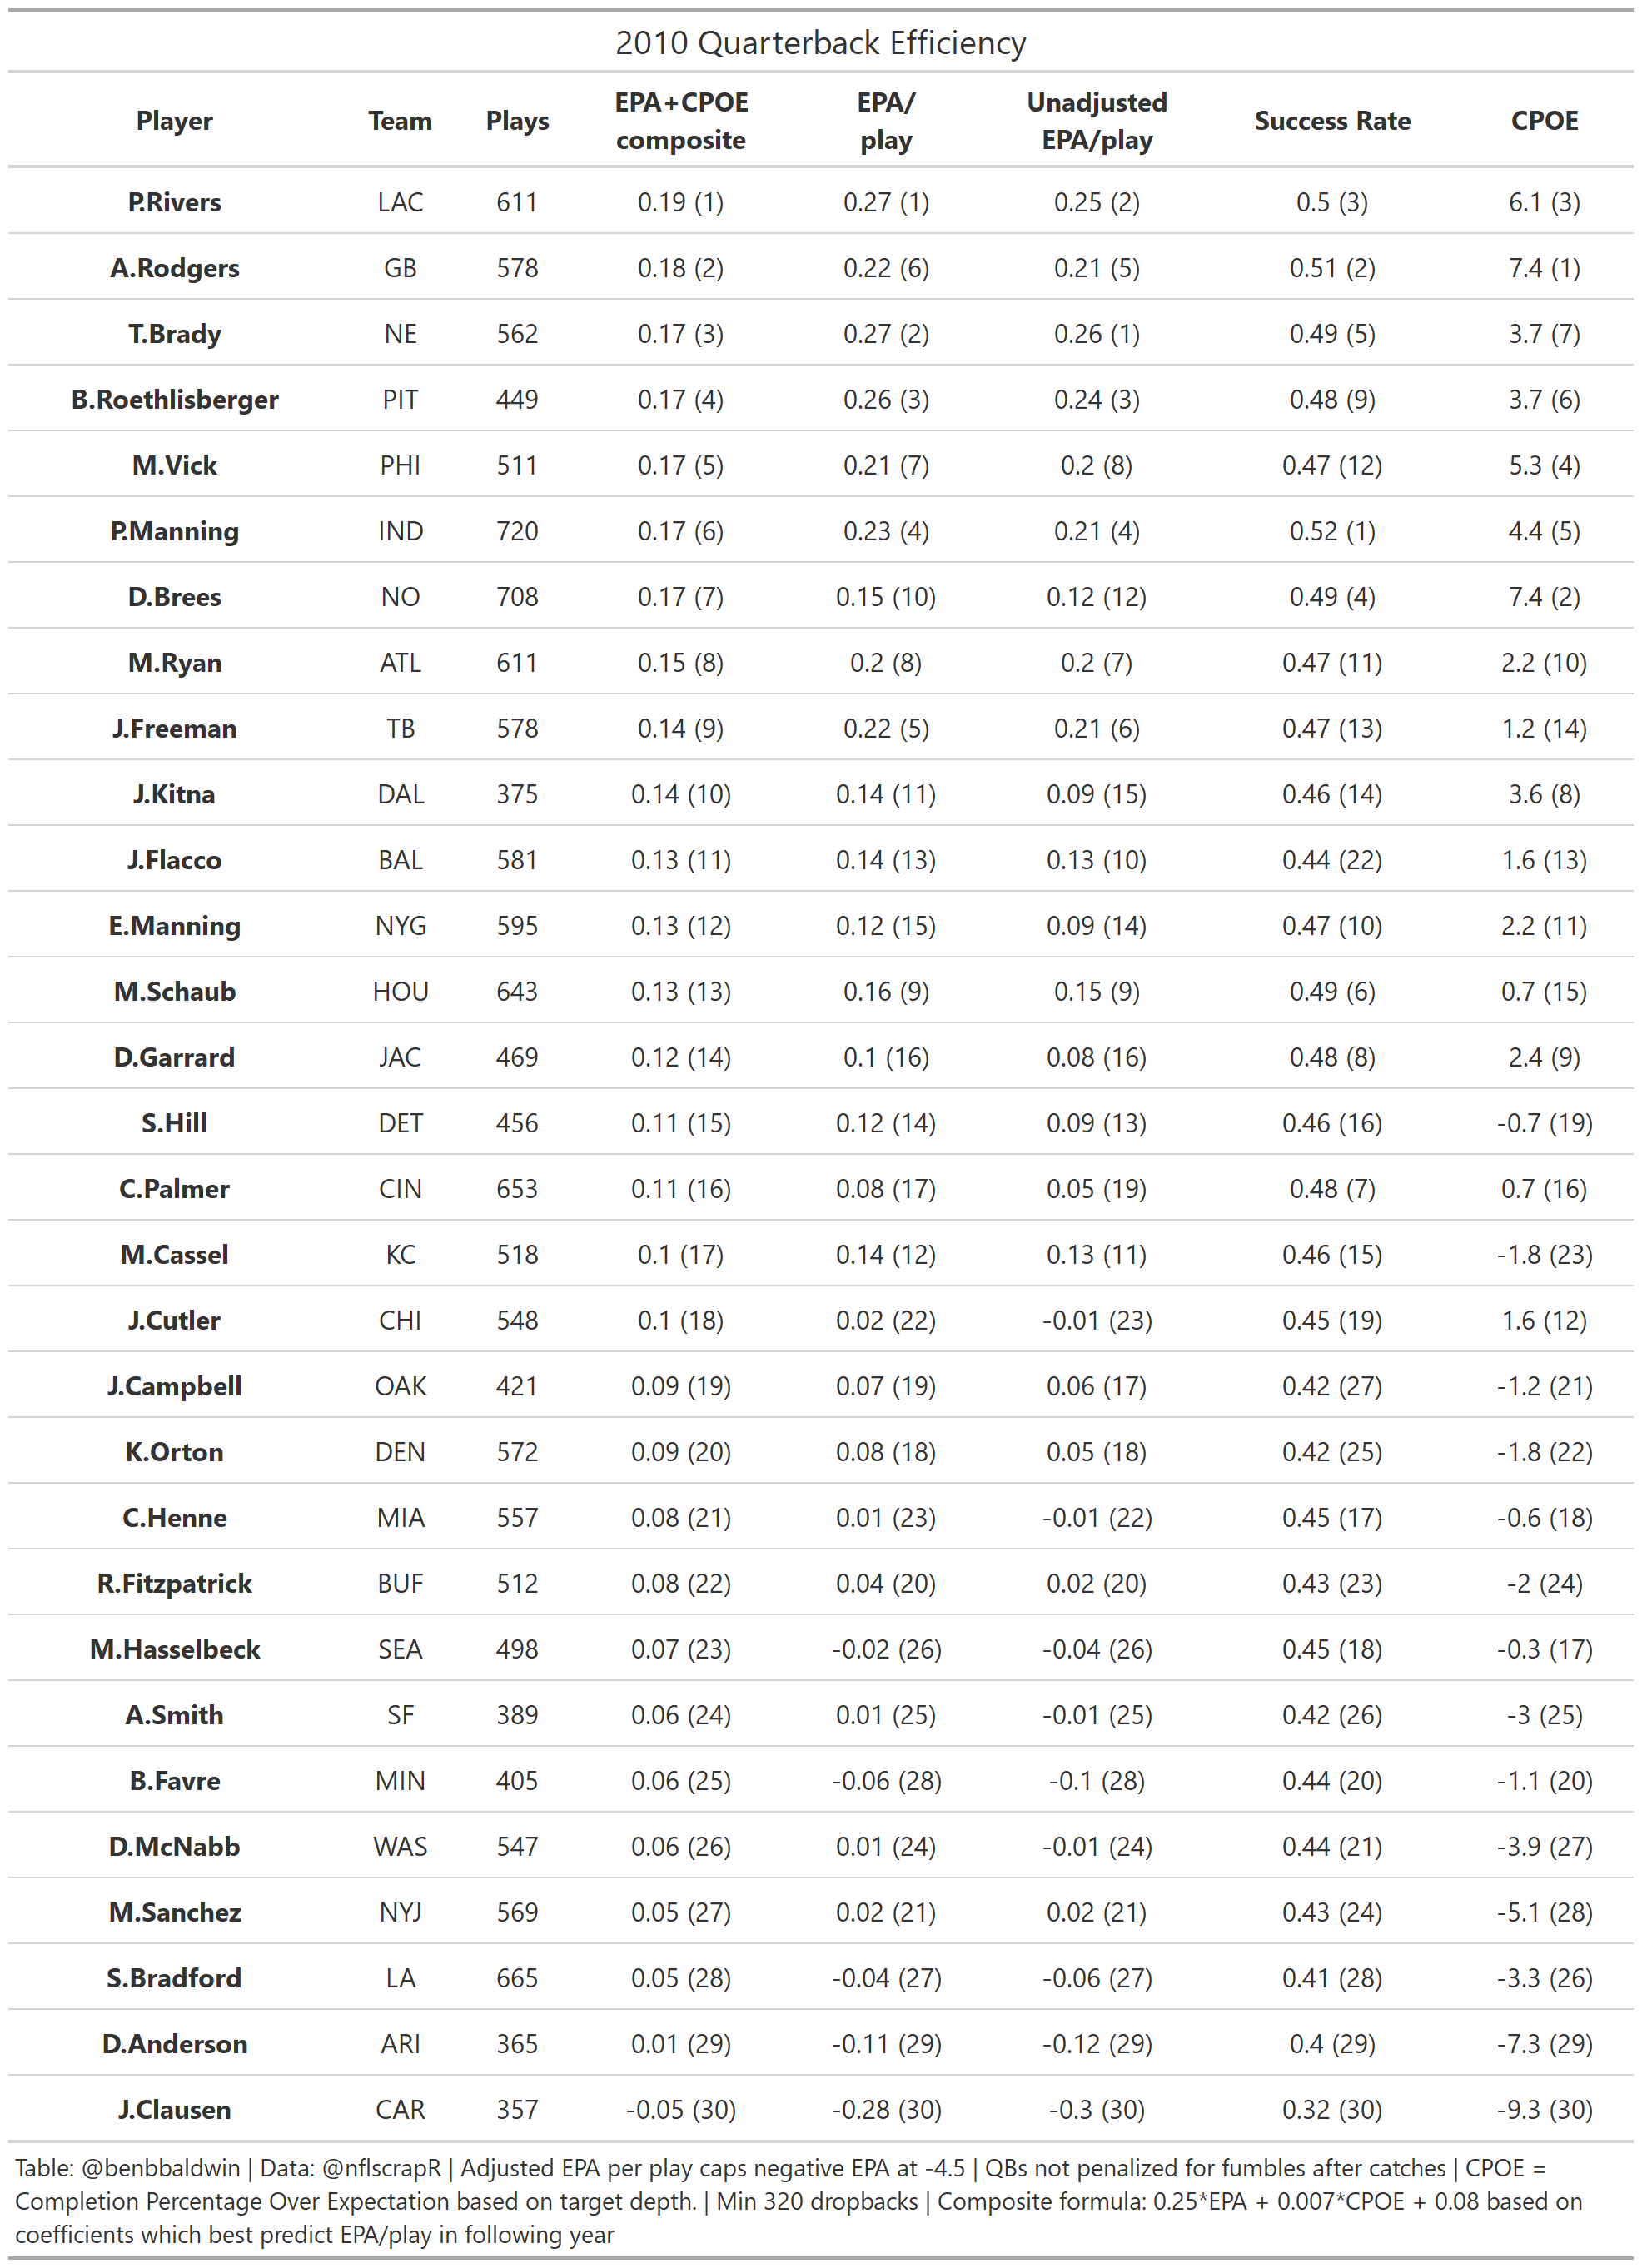 2010 Quarterback Efficiency
Player Team Plays EPA+CPOE composite EPA/ play Unadjusted EPA/play Success Rate CPOE
P.Rivers LAC 611 0.19 (1) 0.27 (1) 0.25 (2) 0.5 (3) 6.1 (3)
A.Rodgers GB 578 0.18 (2) 0.22 (6) 0.21 (5) 0.51 (2) 7.4 (1)
T.Brady NE 562 0.17 (3) 0.27 (2) 0.26 (1) 0.49 (5) 3.7 (7)
B.Roethlisberger PIT 449 0.17 (4) 0.26 (3) 0.24 (3) 0.48 (9) 3.7 (6)
M.Vick PHI 511 0.17 (5) 0.21 (7) 0.2 (8) 0.47 (12) 5.3 (4)
P.Manning IND 720 0.17 (6) 0.23 (4) 0.21 (4) 0.52 (1) 4.4 (5)
D.Brees NO 708 0.17 (7) 0.15 (10) 0.12 (12) 0.49 (4) 7.4 (2)
M.Ryan ATL 611 0.15 (8) 0.2 (8) 0.2 (7) 0.47 (11) 2.2 (10)
J.Freeman TB 578 0.14 (9) 0.22 (5) 0.21 (6) 0.47 (13) 1.2 (14)
J.Kitna DAL 375 0.14 (10) 0.14 (11) 0.09 (15) 0.46 (14) 3.6 (8)
J.Flacco BAL 581 0.13 (11) 0.14 (13) 0.13 (10) 0.44 (22) 1.6 (13)
E.Manning NYG 595 0.13 (12) 0.12 (15) 0.09 (14) 0.47 (10) 2.2 (11)
M.Schaub HOU 643 0.13 (13) 0.16 (9) 0.15 (9) 0.49 (6) 0.7 (15)
D.Garrard JAC 469 0.12 (14) 0.1 (16) 0.08 (16) 0.48 (8) 2.4 (9)
S.Hill DET 456 0.11 (15) 0.12 (14) 0.09 (13) 0.46 (16) -0.7 (19)
C.Palmer CIN 653 0.11 (16) 0.08 (17) 0.05 (19) 0.48 (7) 0.7 (16)
M.Cassel KC 518 0.1 (17) 0.14 (12) 0.13 (11) 0.46 (15) -1.8 (23)
J.Cutler CHI 548 0.1 (18) 0.02 (22) -0.01 (23) 0.45 (19) 1.6 (12)
J.Campbell OAK 421 0.09 (19) 0.07 (19) 0.06 (17) 0.42 (27) -1.2 (21)
K.Orton DEN 572 0.09 (20) 0.08 (18) 0.05 (18) 0.42 (25) -1.8 (22)
C.Henne MIA 557 0.08 (21) 0.01 (23) -0.01 (22) 0.45 (17) -0.6 (18)
R.Fitzpatrick BUF 512 0.08 (22) 0.04 (20) 0.02 (20) 0.43 (23) -2 (24)
M.Hasselbeck SEA 498 0.07 (23) -0.02 (26) -0.04 (26) 0.45 (18) -0.3 (17)
A.Smith SF 389 0.06 (24) 0.01 (25) -0.01 (25) 0.42 (26) -3 (25)
B.Favre MIN 405 0.06 (25) -0.06 (28) -0.1 (28) 0.44 (20) -1.1 (20)
D.McNabb WAS 547 0.06 (26) 0.01 (24) -0.01 (24) 0.44 (21) -3.9 (27)
M.Sanchez NYJ 569 0.05 (27) 0.02 (21) 0.02 (21) 0.43 (24) -5.1 (28)
S.Bradford LA 665 0.05 (28) -0.04 (27) -0.06 (27) 0.41 (28) -3.3 (26)
D.Anderson ARI 365 0.01 (29) -0.11 (29) -0.12 (29) 0.4 (29) -7.3 (29)
J.Clausen CAR 357 -0.05 (30) -0.28 (30) -0.3 (30) 0.32 (30) -9.3 (30)
Table: @benbbaldwin | Data: @nflscrapR | Adjusted EPA per play caps negative EPA at -4.5 | QBs not penalized for fumbles after catches | CPOE =
Completion Percentage Over Expectation based on target depth. | Min 320 dropbacks | Composite formula: 0.25*EPA + 0.007*CPOE + 0.08 based on
coefficients which best predict EPA/play in following year